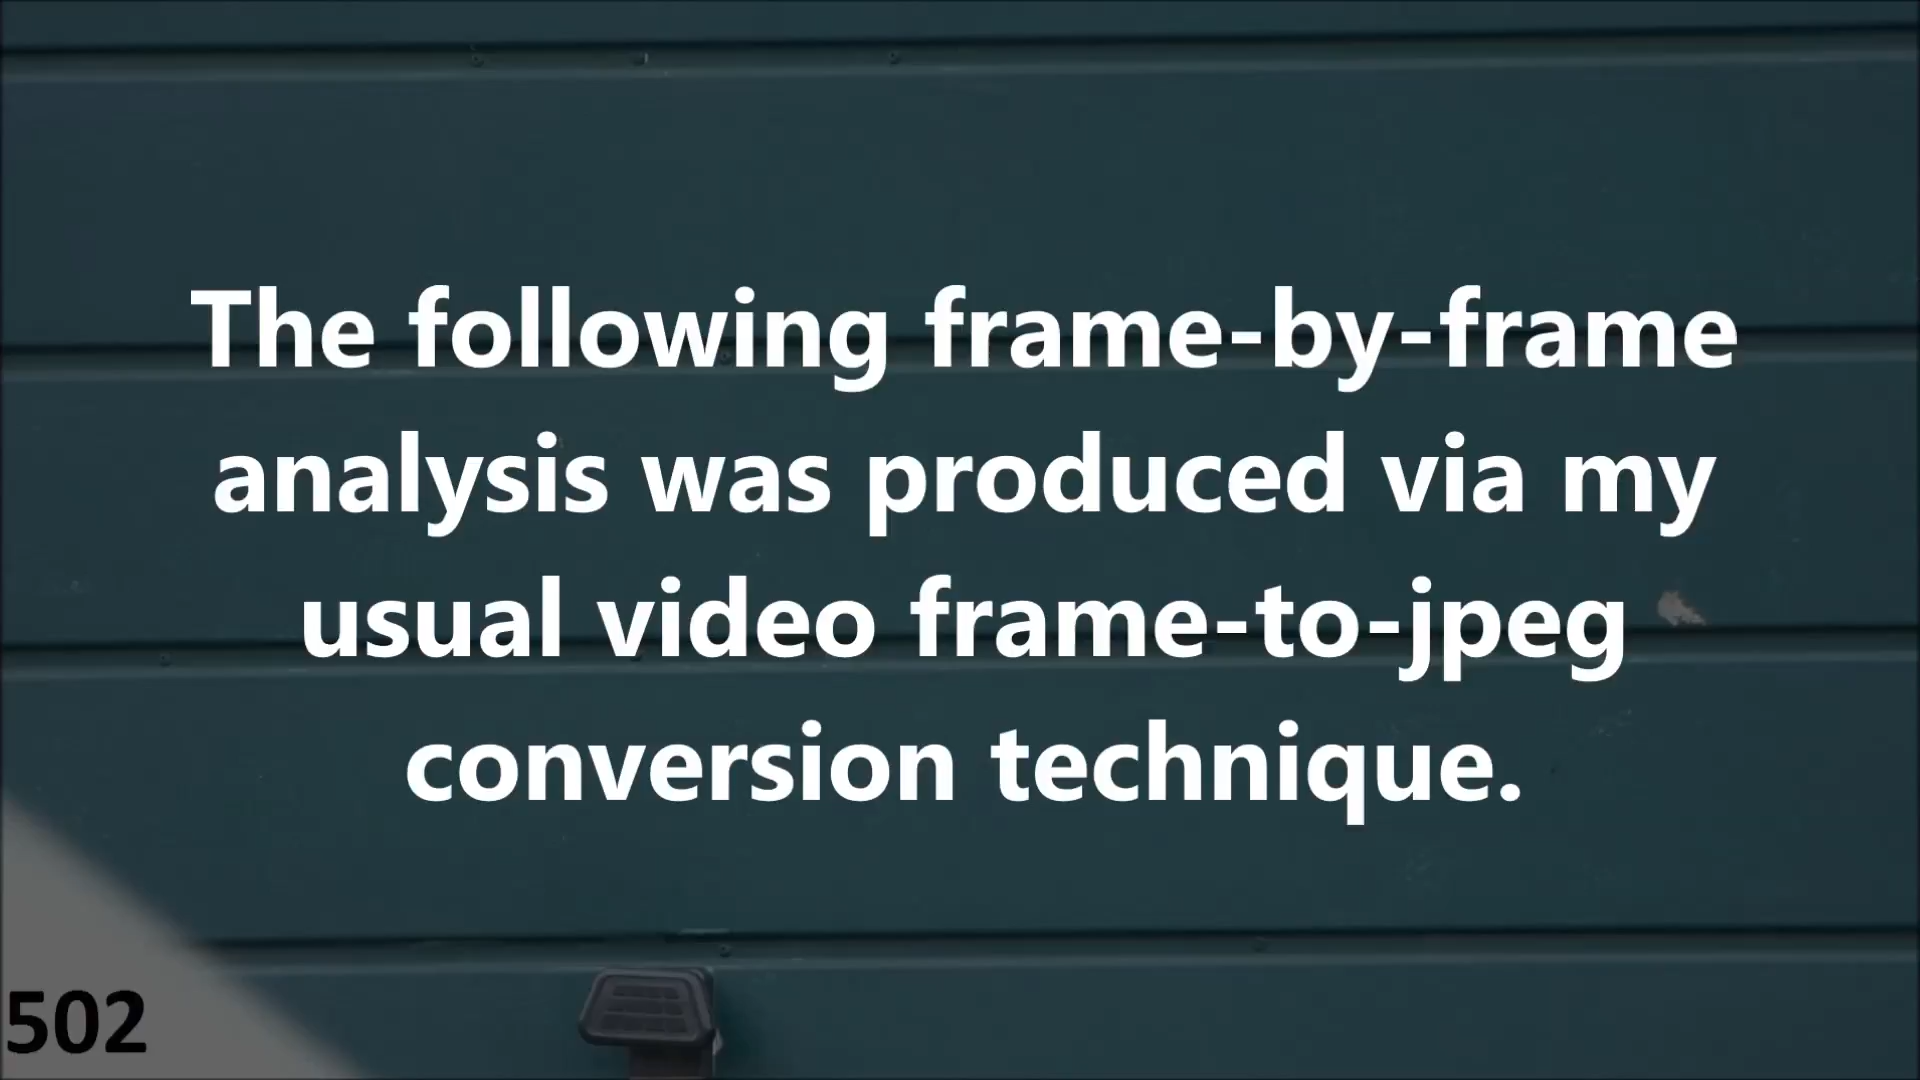 The following frame-by-frame
analysis was produced via my
usual video frame-to-jpeg
conversion technique.
502